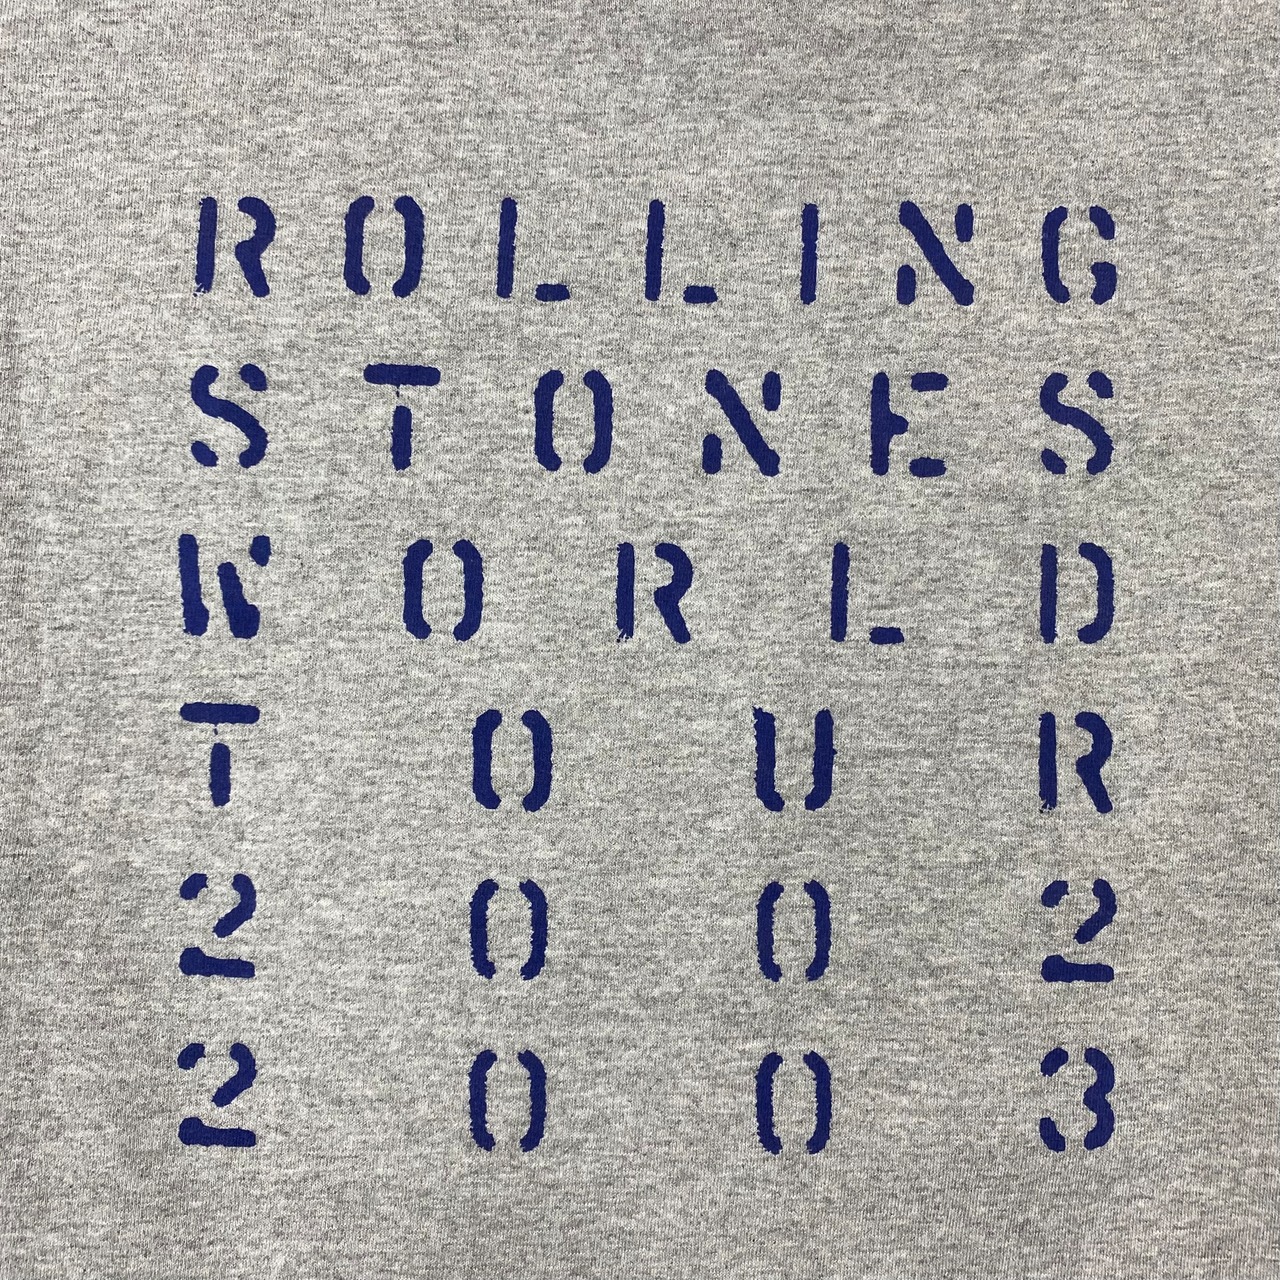 ROLLING
STONES
WORLD
TOUR
2002
2003